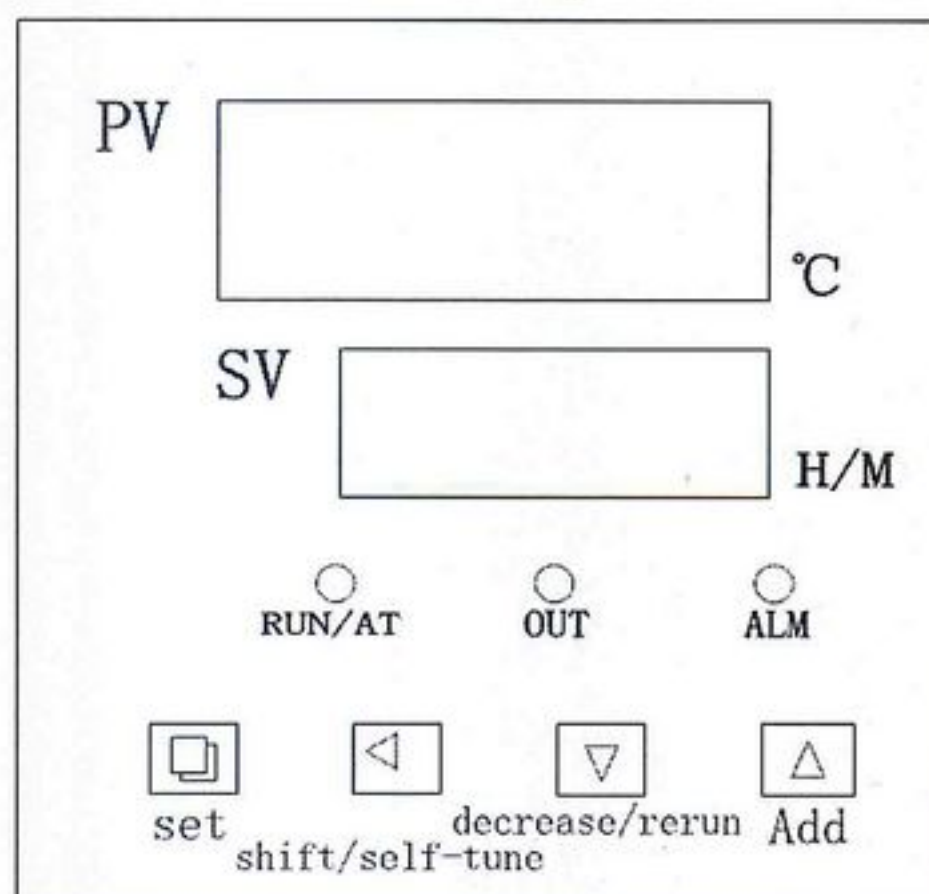 PV
℃
SV
H/M
RUN/AT OUT ALM
set shift/self-tune decrease/rerun Add